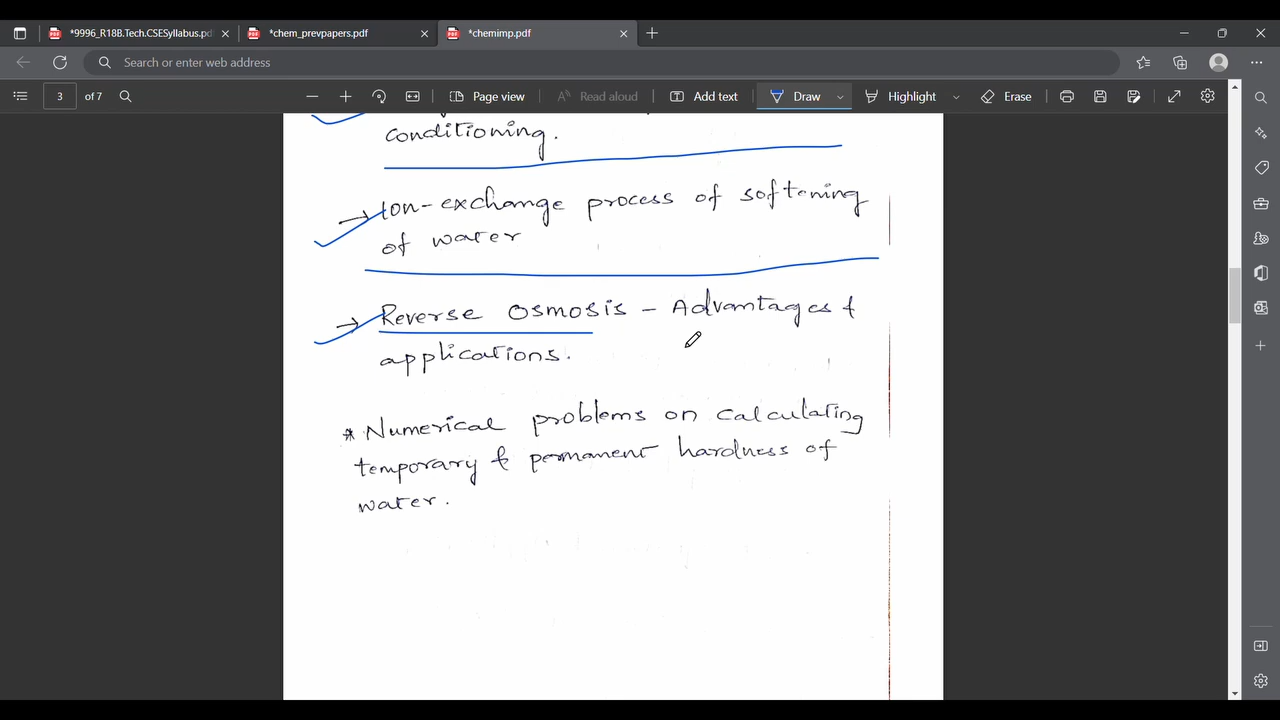 *9996_R18B.Tech.CSESyllabus.pd
*chem_prevpapers.pdf
*chemimp.pdf
Search or enter web address
3 of 7
Page view
Read aloud
Add text
Draw
Highlight
Erase
conditioning.
→ Ion-exchange process of softening
of water
→ Reverse Osmosis - Advantages &
applications.
* Numerical problems on calculating
temporary & permanent hardness of
water.